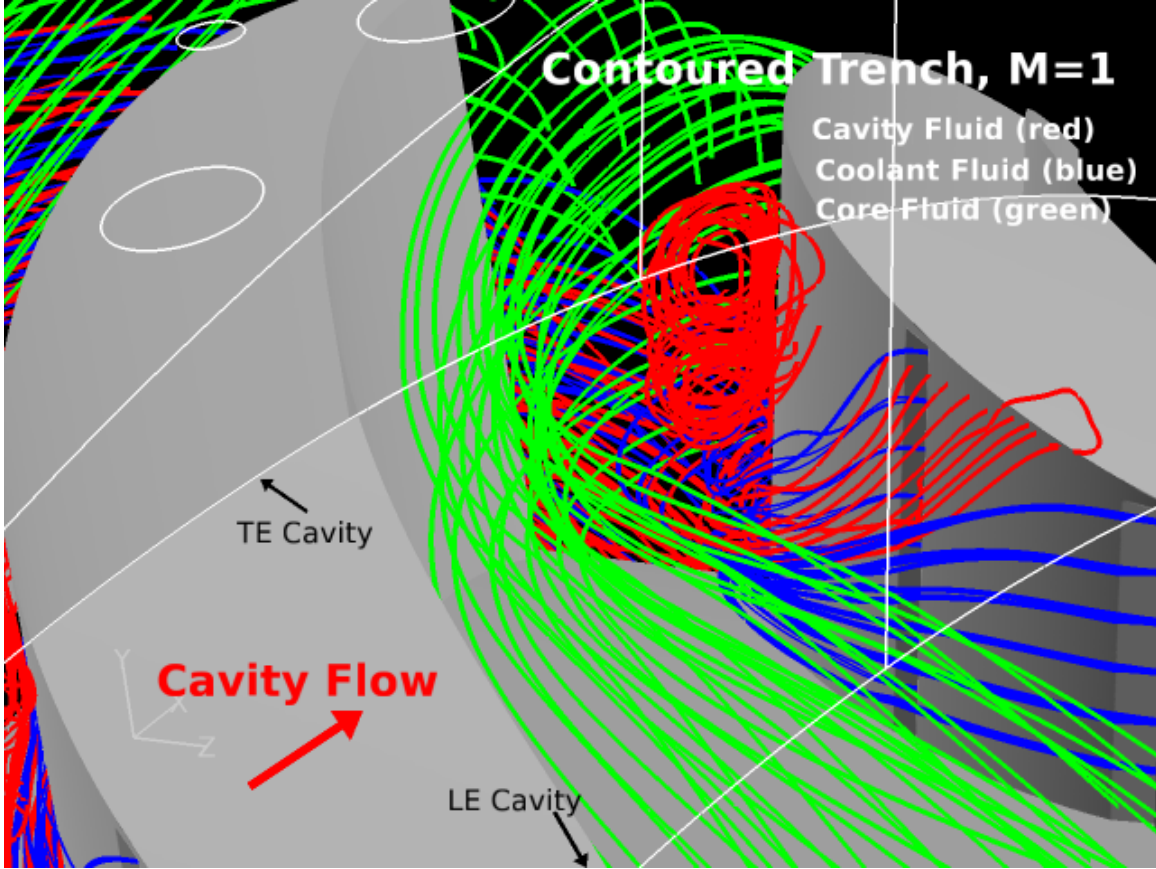 Contoured Trench, M=1
Cavity Fluid (red)
Coolant Fluid (blue)
Core Fluid (green)
TE Cavity
Cavity Flow
Y
X
Z
LE Cavity